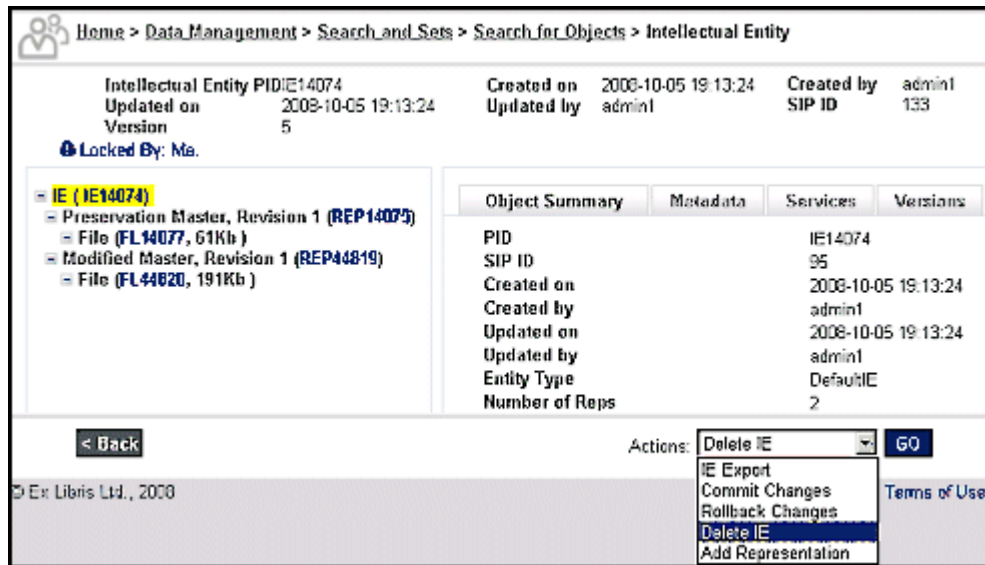 Home > Data Management > Search and Sets > Search for Objects > Intellectual Entity
Intellectual Entity PID IE14074 Created on 2008-10-05 19:13:24 Created by admin1
Updated on 2008-10-05 19:13:24 Updated by admin1 SIP ID 133
Version 5
Locked By: Me.
IE (IE14074)
Preservation Master, Revision 1 (REP14075)
File (FL14077, 61Kb )
Modified Master, Revision 1 (REP44819)
File (FL44820, 191Kb )
Object Summary Metadata Services Versions
PID IE14074
SIP ID 95
Created on 2008-10-05 19:13:24
Created by admin1
Updated on 2008-10-05 19:13:24
Updated by admin1
Entity Type DefaultIE
Number of Reps 2
< Back Actions: Delete IE GO
IE Export
Commit Changes
Rollback Changes
Delete IE
Add Representation
© Ex Libris Ltd., 2008 Terms of Use